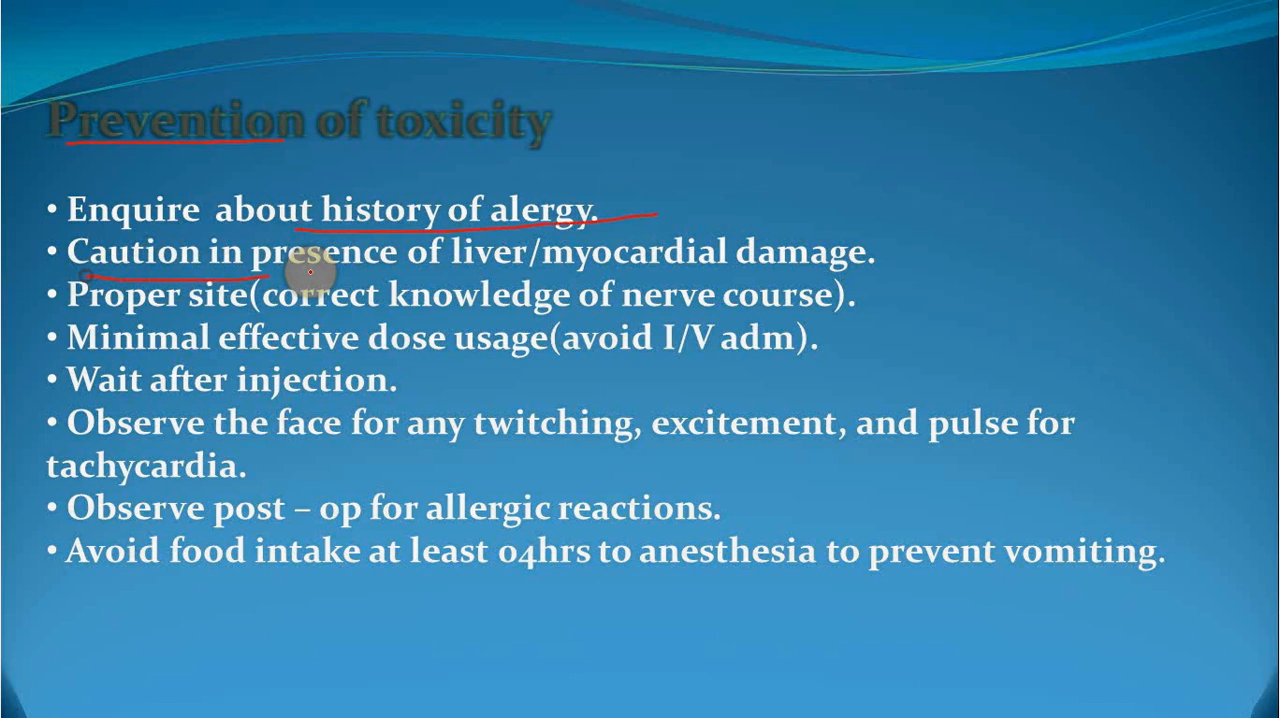 Prevention of toxicity
• Enquire about history of alergy.
• Caution in presence of liver/myocardial damage.
• Proper site(correct knowledge of nerve course).
• Minimal effective dose usage(avoid I/V adm).
• Wait after injection.
• Observe the face for any twitching, excitement, and pulse for
tachycardia.
• Observe post – op for allergic reactions.
• Avoid food intake at least 04hrs to anesthesia to prevent vomiting.